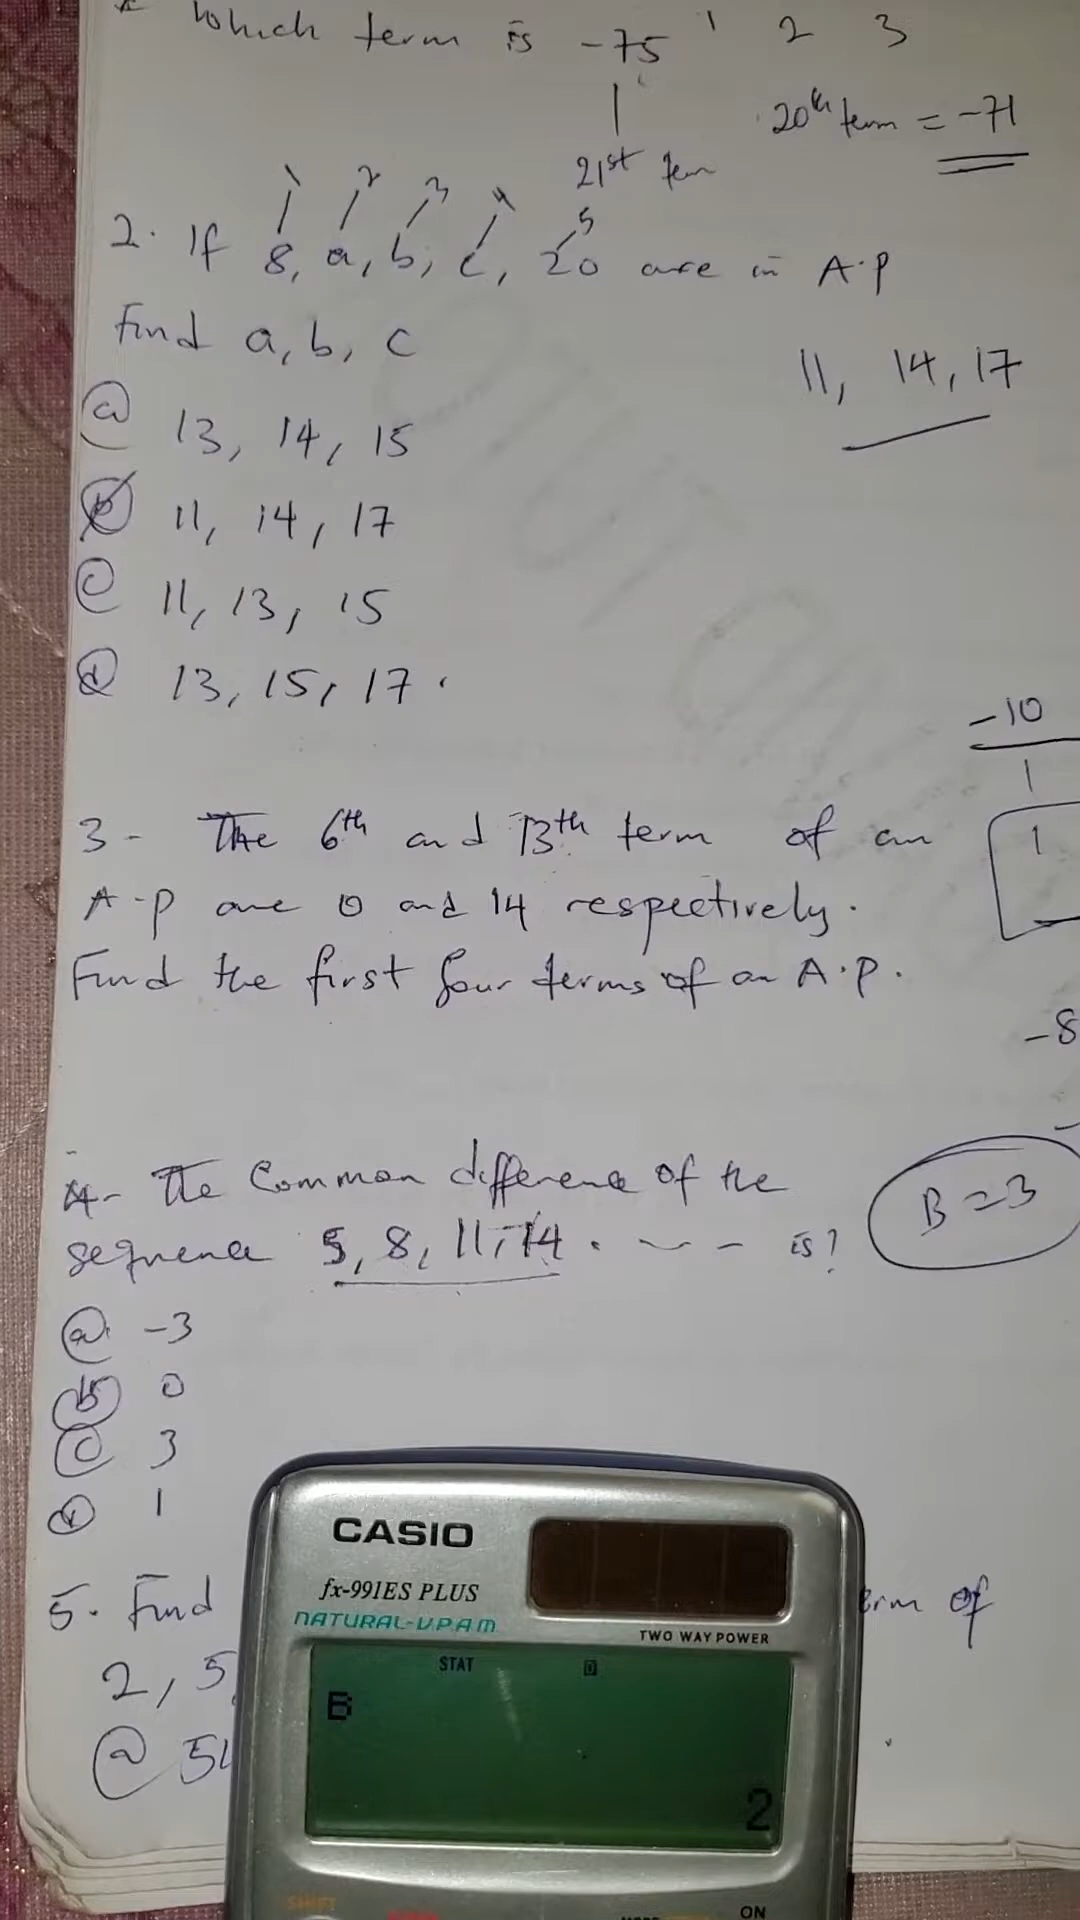 Which term is -75 1 2 3
20th term = -71
21st term
1 2 3 4 5
2. If 8, a, b, c, 20 are in A.P
Find a, b, c
11, 14, 17
(a) 13, 14, 15
(b) 11, 14, 17
(c) 11, 13, 15
(d) 13, 15, 17.
-10
1
3- The 6th and 13th term of an
1
A-P are 0 and 14 respectively.
Find the first four terms of an A.P.
-8
4- The Common difference of the
B = 3
sequence 5, 8, 11, 14 . - - - is?
(a) -3
(b) 0
(c) 3
(d) 1
CASIO
fx-991ES PLUS
NATURAL-V.P.A.M.
TWO WAY POWER
5. Find erm of
STAT D
2, 5,
B
(a)
2
SHIFT
ON